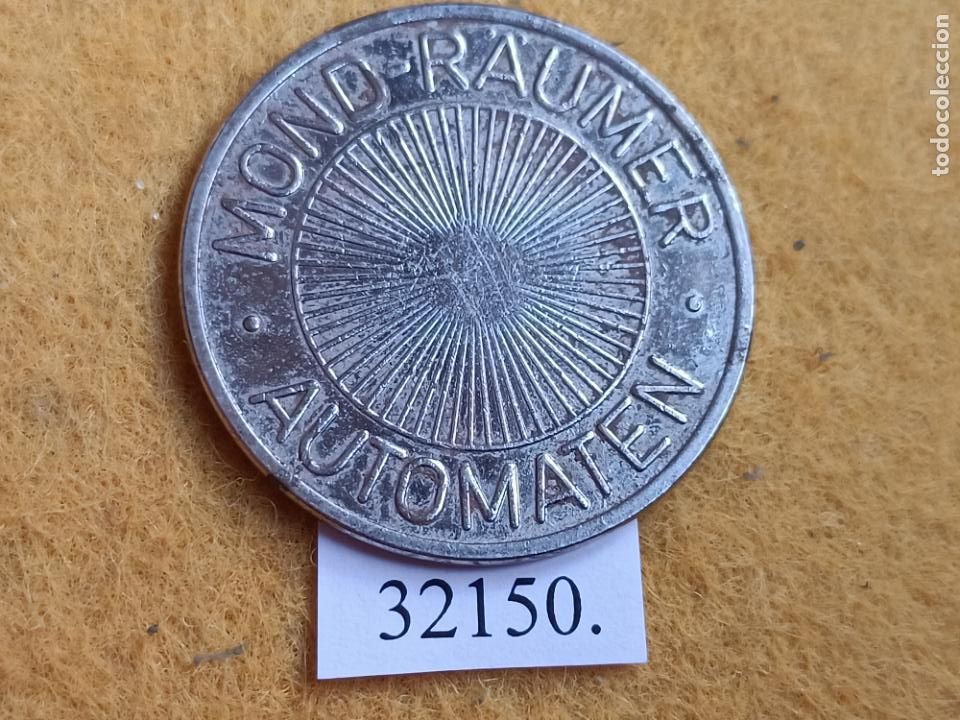 MOND-RÄUMER
· AUTOMATEN ·
32150.
todocoleccion